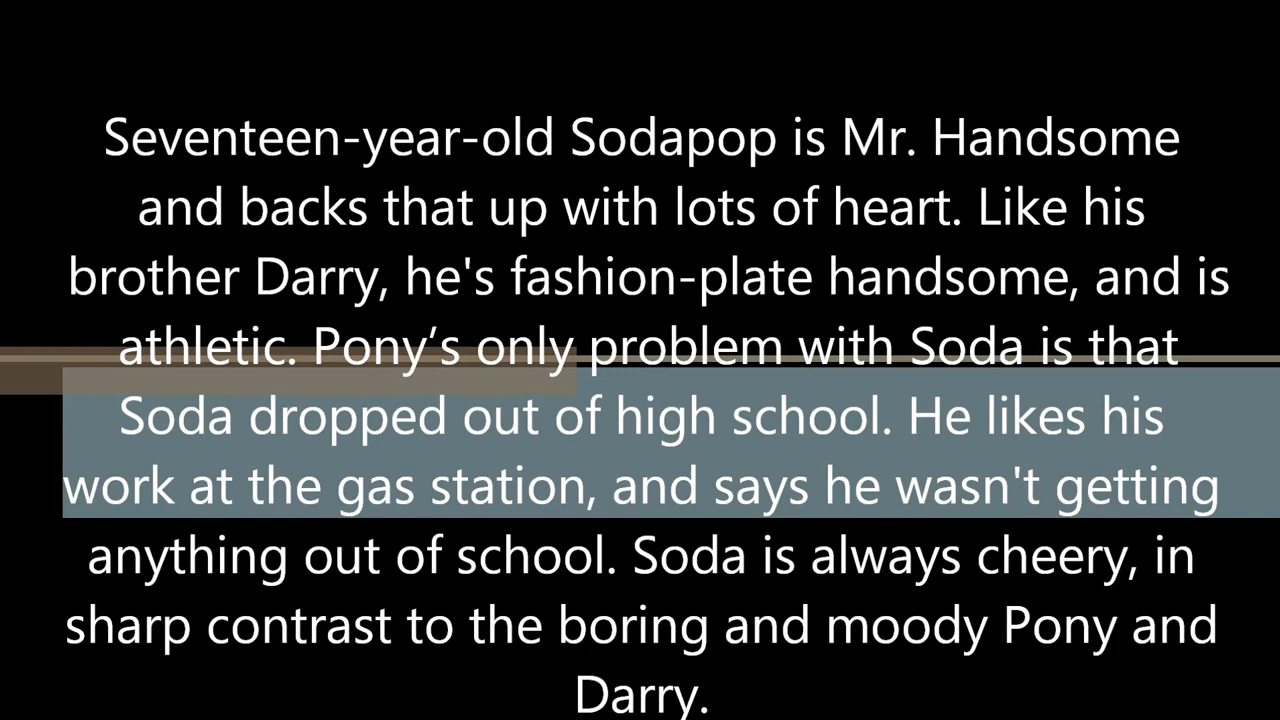 Seventeen-year-old Sodapop is Mr. Handsome
and backs that up with lots of heart. Like his
brother Darry, he's fashion-plate handsome, and is
athletic. Pony’s only problem with Soda is that
Soda dropped out of high school. He likes his
work at the gas station, and says he wasn't getting
anything out of school. Soda is always cheery, in
sharp contrast to the boring and moody Pony and
Darry.